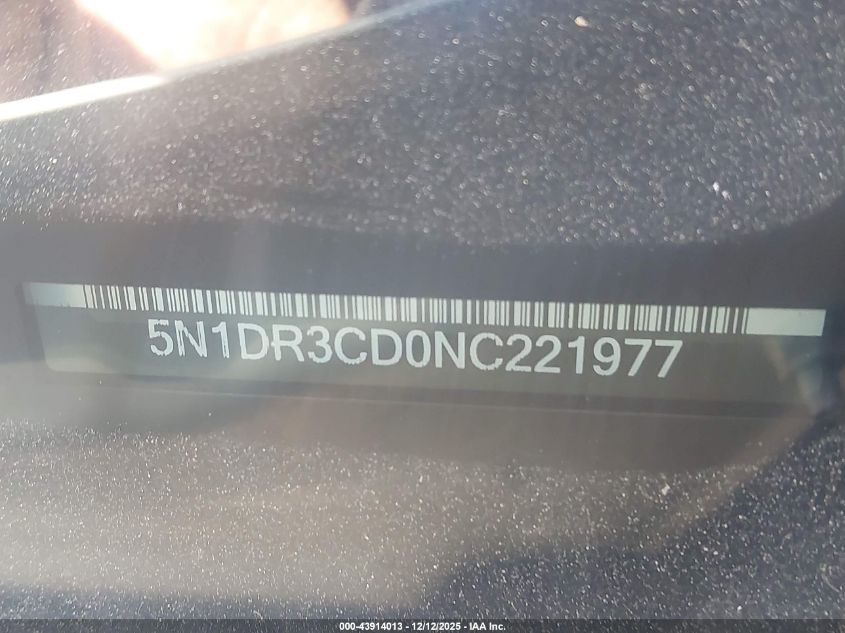 5N1DR3CD0NC221977
000-43914013 - 12/12/2025 - IAA Inc.